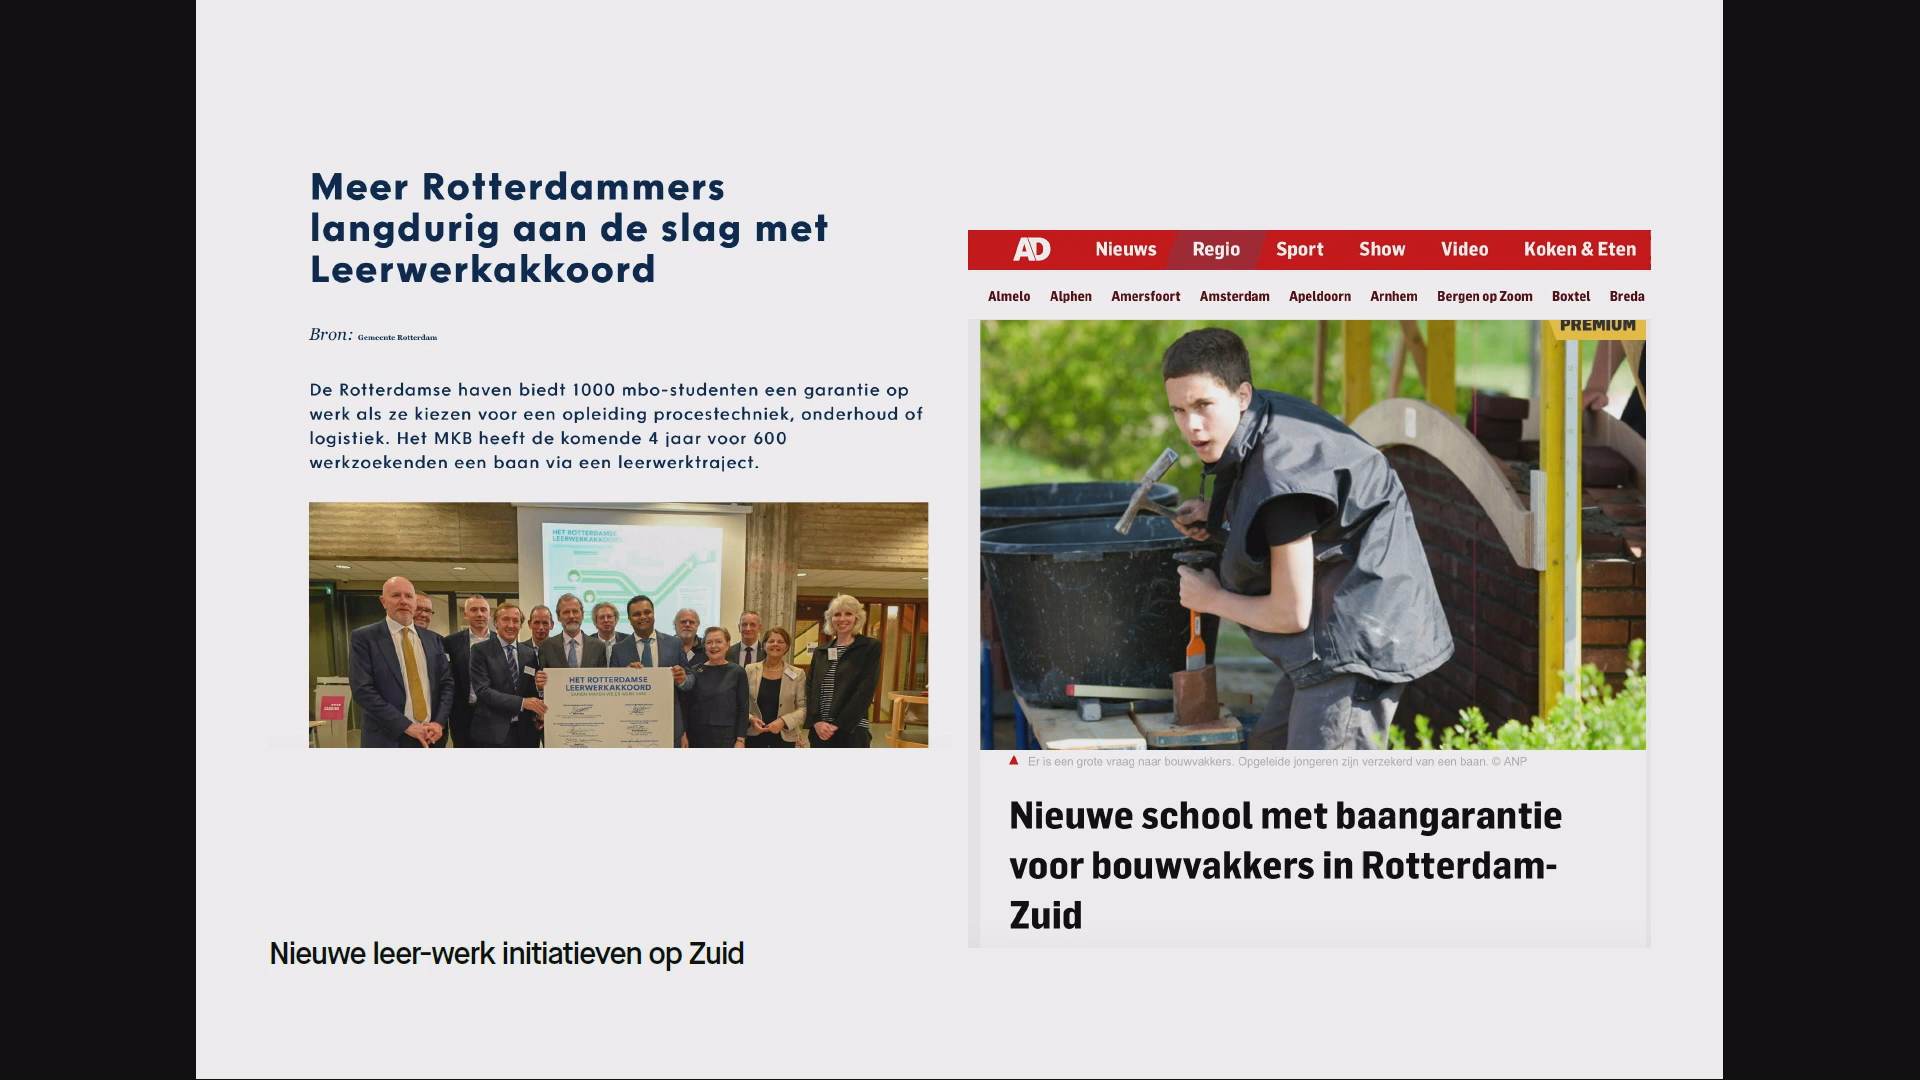 Meer Rotterdammers
langdurig aan de slag met
Leerwerkakkoord
Bron: Gemeente Rotterdam
De Rotterdamse haven biedt 1000 mbo-studenten een garantie op
werk als ze kiezen voor een opleiding procestechniek, onderhoud of
logistiek. Het MKB heeft de komende 4 jaar voor 600
werkzoekenden een baan via een leerwerktraject.
HET ROTTERDAMSE
LEERWERKAKKOORD
HET ROTTERDAMSE
LEERWERKAKKOORD
Nieuwe leer-werk initiatieven op Zuid
AD Nieuws Regio Sport Show Video Koken & Eten
Almelo Alphen Amersfoort Amsterdam Apeldoorn Arnhem Bergen op Zoom Boxtel Breda
PREMIUM
Er is een grote vraag naar bouwvakkers. Opgeleide jongeren zijn verzekerd van een baan. © ANP
Nieuwe school met baangarantie
voor bouwvakkers in Rotterdam-
Zuid